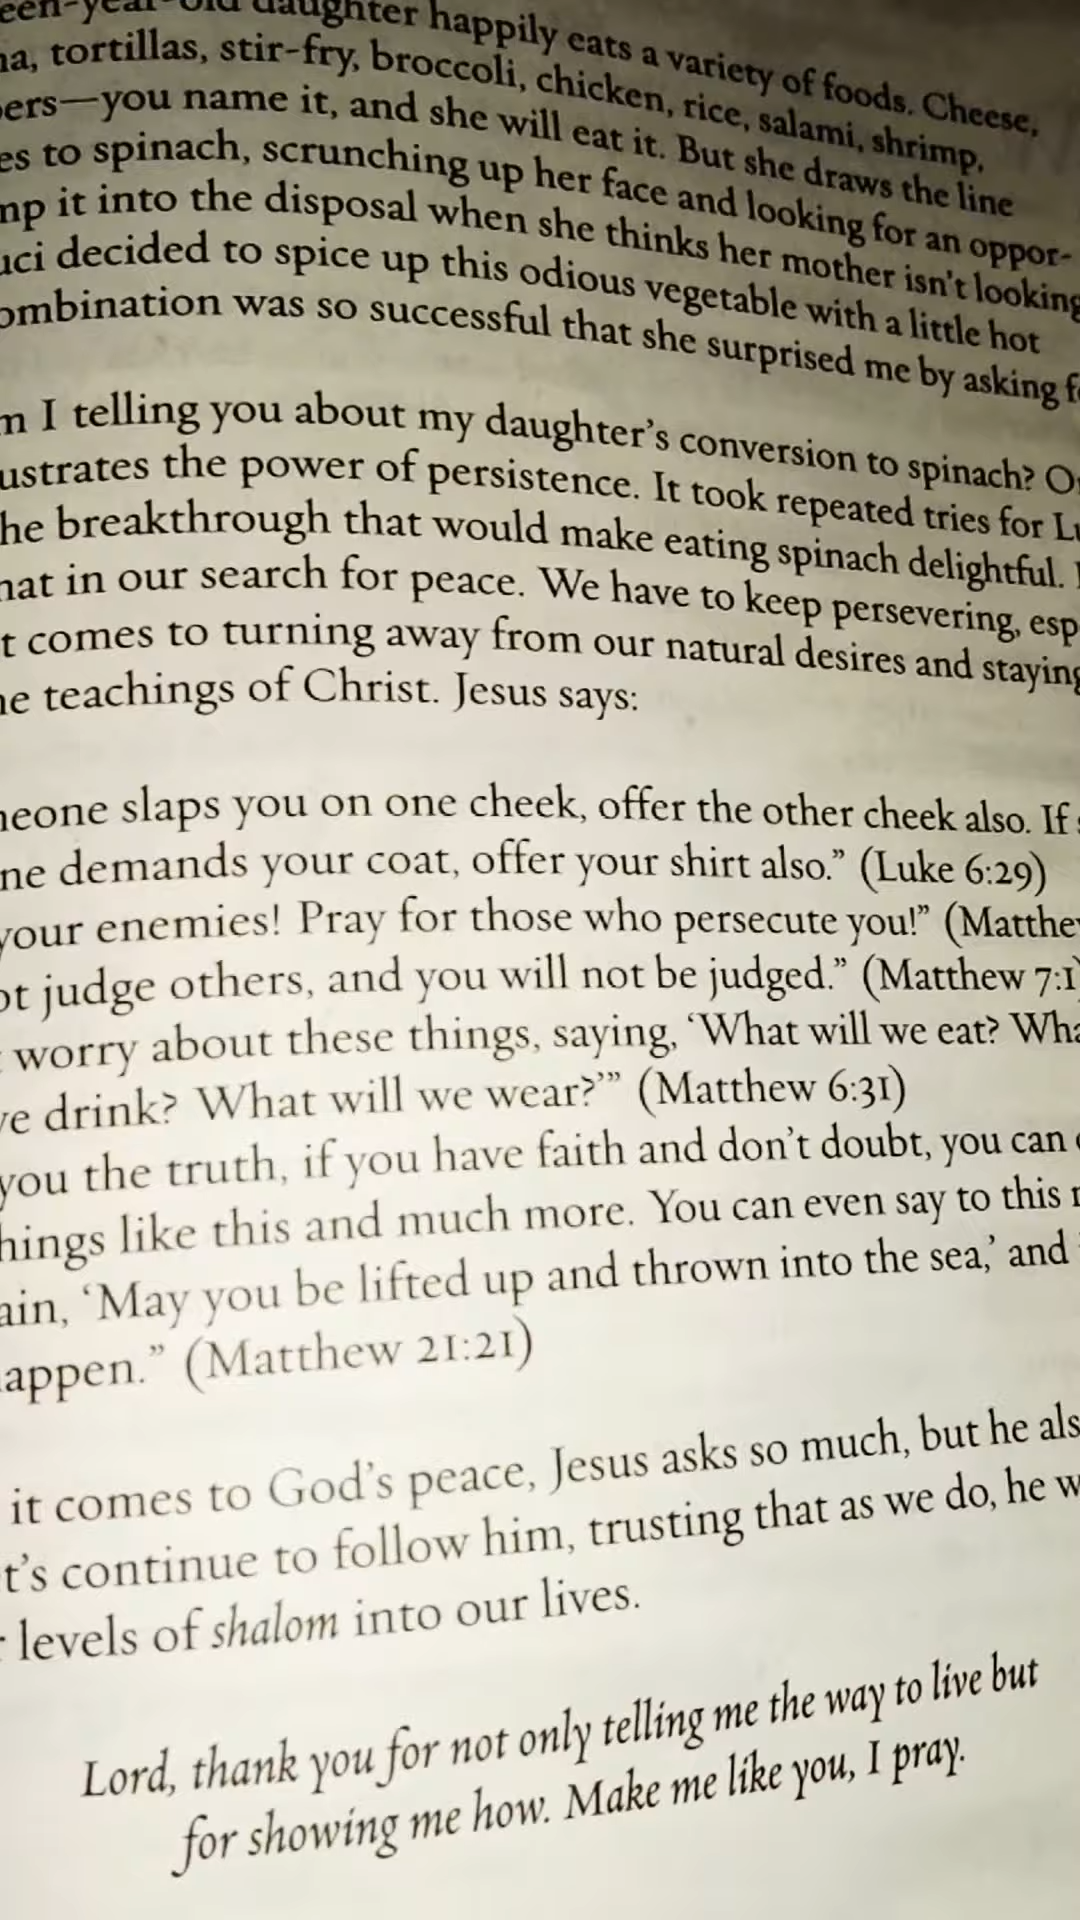 daughter happily eats a variety of foods. Cheese,
tortillas, stir-fry, broccoli, chicken, rice, salami, shrimp,
—you name it, and she will eat it. But she draws the line
to spinach, scrunching up her face and looking for an oppor-
it into the disposal when she thinks her mother isn't looking
decided to spice up this odious vegetable with a little hot
ombination was so successful that she surprised me by asking
I telling you about my daughter's conversion to spinach?
ustrates the power of persistence. It took repeated tries for
he breakthrough that would make eating spinach delightful.
in our search for peace. We have to keep persevering, esp
t comes to turning away from our natural desires and staying
teachings of Christ. Jesus says:
eone slaps you on one cheek, offer the other cheek also. If
ne demands your coat, offer your shirt also.” (Luke 6:29)
your enemies! Pray for those who persecute you!” (Matthe
ot judge others, and you will not be judged.” (Matthew 7:1)
worry about these things, saying, ‘What will we eat? Wha
drink? What will we wear?’” (Matthew 6:31)
you the truth, if you have faith and don’t doubt, you can
hings like this and much more. You can even say to this
ain, ‘May you be lifted up and thrown into the sea,’ and
appen.” (Matthew 21:21)
it comes to God’s peace, Jesus asks so much, but he als
t’s continue to follow him, trusting that as we do, he w
levels of shalom into our lives.
Lord, thank you for not only telling me the way to live but
for showing me how. Make me like you, I pray.